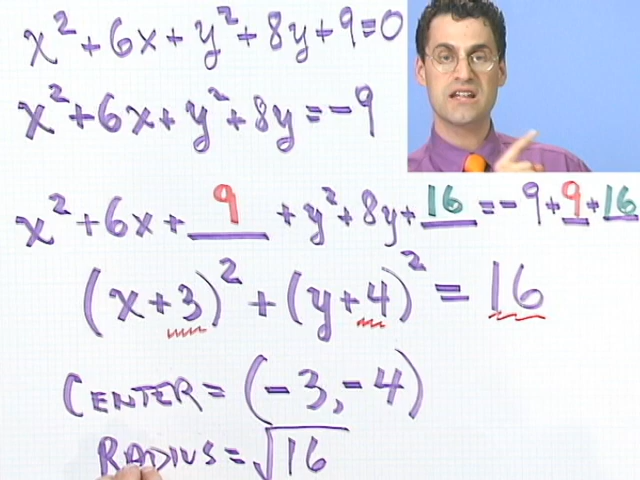 x² + 6x + y² + 8y + 9 = 0
x² + 6x + y² + 8y = -9
x² + 6x + 9 + y² + 8y + 16 = -9 + 9 + 16
(x + 3)² + (y + 4)² = 16
CENTER = (-3, -4)
RADIUS = √16